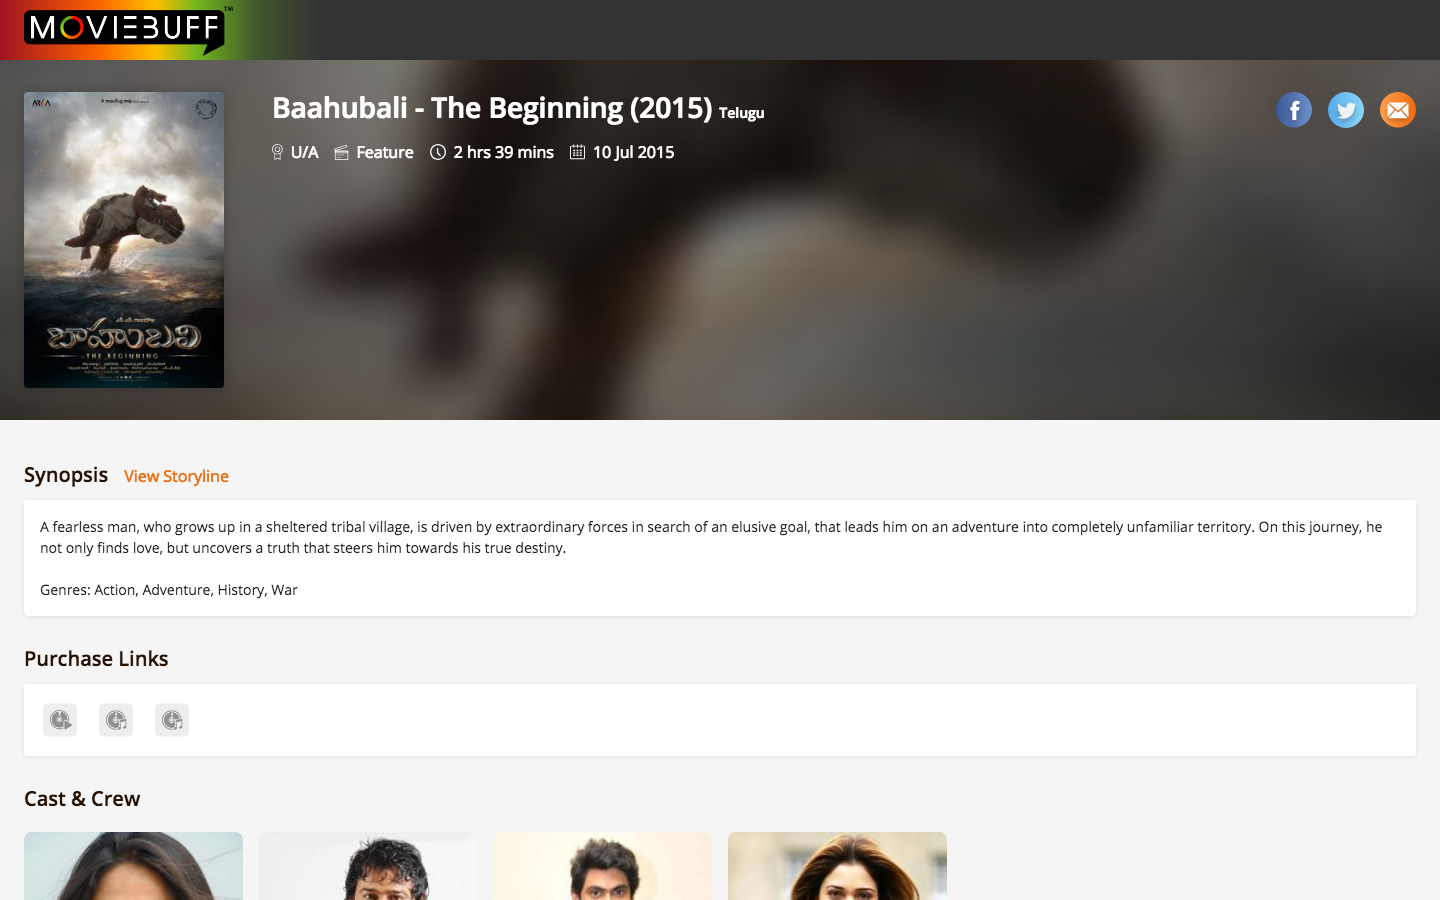 MOVIEBUFF™
Baahubali - The Beginning (2015) Telugu
U/A Feature 2 hrs 39 mins 10 Jul 2015
ARKA
బాహుబలి
THE BEGINNING
Synopsis View Storyline
A fearless man, who grows up in a sheltered tribal village, is driven by extraordinary forces in search of an elusive goal, that leads him on an adventure into completely unfamiliar territory. On this journey, he
not only finds love, but uncovers a truth that steers him towards his true destiny.
Genres: Action, Adventure, History, War
Purchase Links
Cast & Crew